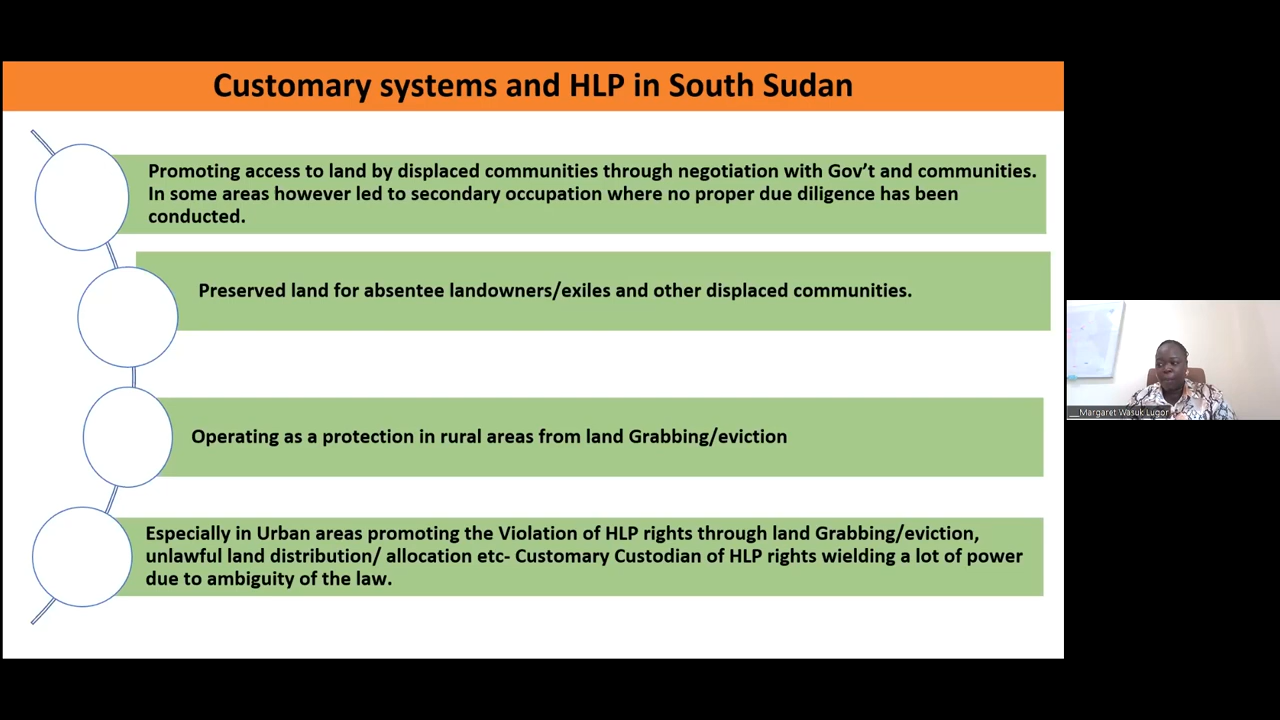 Customary systems and HLP in South Sudan
Promoting access to land by displaced communities through negotiation with Gov't and communities.
In some areas however led to secondary occupation where no proper due diligence has been
conducted.
Preserved land for absentee landowners/exiles and other displaced communities.
Operating as a protection in rural areas from land Grabbing/eviction
Especially in Urban areas promoting the Violation of HLP rights through land Grabbing/eviction,
unlawful land distribution/ allocation etc- Customary Custodian of HLP rights wielding a lot of power
due to ambiguity of the law.
__Margaret Wasuk Lugor